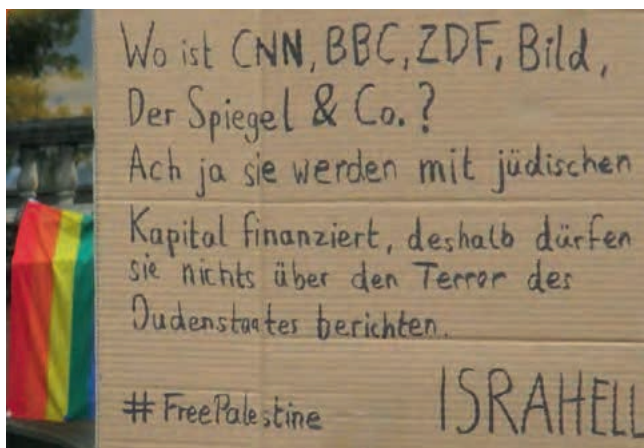 Wo ist CNN, BBC, ZDF, Bild,
Der Spiegel & Co.?
Ach ja sie werden mit jüdischen
Kapital finanziert, deshalb dürfen
sie nichts über den Terror des
Judenstaates berichten.
# FreePalestine
ISRAHELL